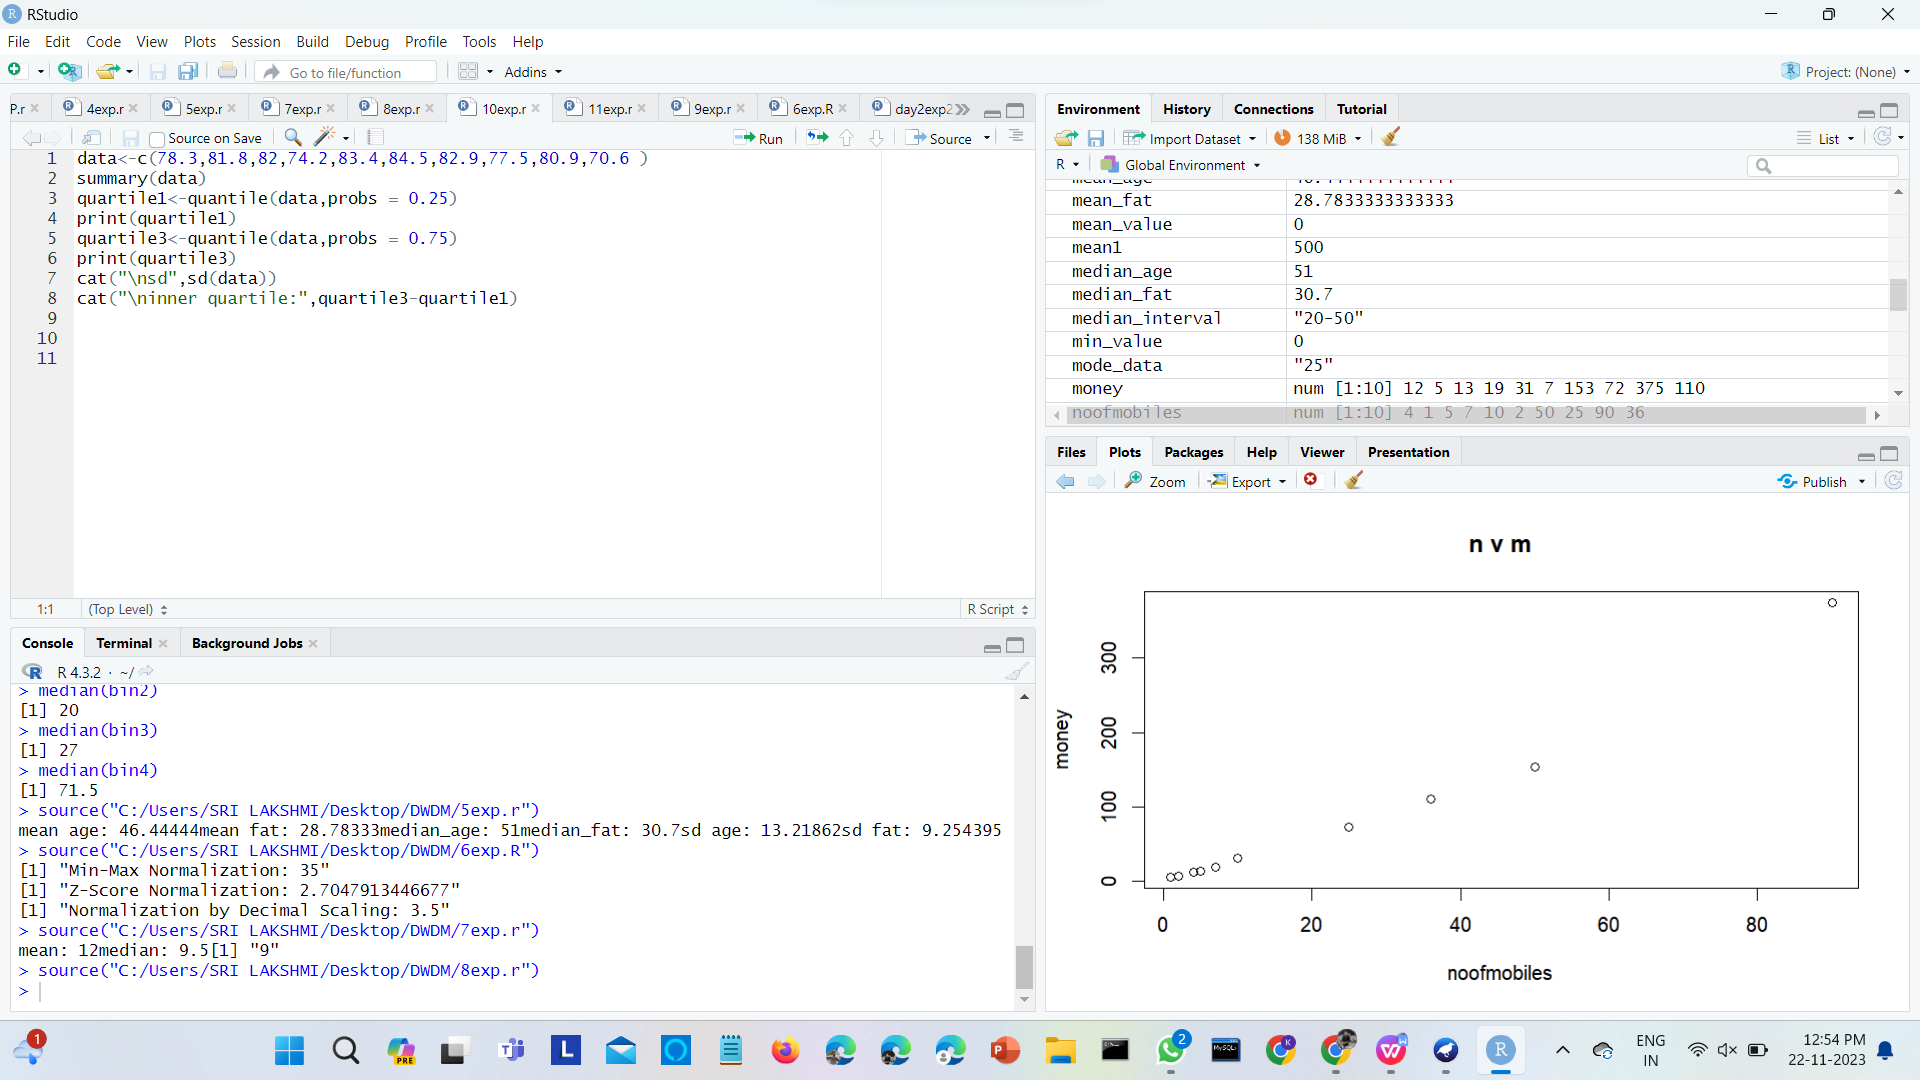 RStudio
File Edit Code View Plots Session Build Debug Profile Tools Help
Go to file/function Addins Project: (None)
P.r 4exp.r 5exp.r 7exp.r 8exp.r 10exp.r 11exp.r 9exp.r 6exp.R day2exp2
Source on Save Run Source
1 data<-c(78.3,81.8,82,74.2,83.4,84.5,82.9,77.5,80.9,70.6 )
2 summary(data)
3 quartile1<-quantile(data,probs = 0.25)
4 print(quartile1)
5 quartile3<-quantile(data,probs = 0.75)
6 print(quartile3)
7 cat("\nsd",sd(data))
8 cat("\ninner quartile:",quartile3-quartile1)
9
10
11
1:1 (Top Level) R Script
Console Terminal Background Jobs
R 4.3.2 · ~/
> median(bin2)
[1] 20
> median(bin3)
[1] 27
> median(bin4)
[1] 71.5
> source("C:/Users/SRI LAKSHMI/Desktop/DWDM/5exp.r")
mean age: 46.44444mean fat: 28.78333median_age: 51median_fat: 30.7sd age: 13.21862sd fat: 9.254395
> source("C:/Users/SRI LAKSHMI/Desktop/DWDM/6exp.R")
[1] "Min-Max Normalization: 35"
[1] "Z-Score Normalization: 2.7047913446677"
[1] "Normalization by Decimal Scaling: 3.5"
> source("C:/Users/SRI LAKSHMI/Desktop/DWDM/7exp.r")
mean: 12median: 9.5[1] "9"
> source("C:/Users/SRI LAKSHMI/Desktop/DWDM/8exp.r")
>
Environment History Connections Tutorial
Import Dataset 138 MiB List
R Global Environment
mean_age
mean_fat 28.7833333333333
mean_value 0
mean1 500
median_age 51
median_fat 30.7
median_interval "20-50"
min_value 0
mode_data "25"
money num [1:10] 12 5 13 19 31 7 153 72 375 110
noofmobiles num [1:10] 4 1 5 7 10 2 50 25 90 36
Files Plots Packages Help Viewer Presentation
Zoom Export Publish
n v m
money
300
200
100
0
0 20 40 60 80
noofmobiles
1 PRE L 2 MySQL K R ENG 12:54 PM
IN 22-11-2023